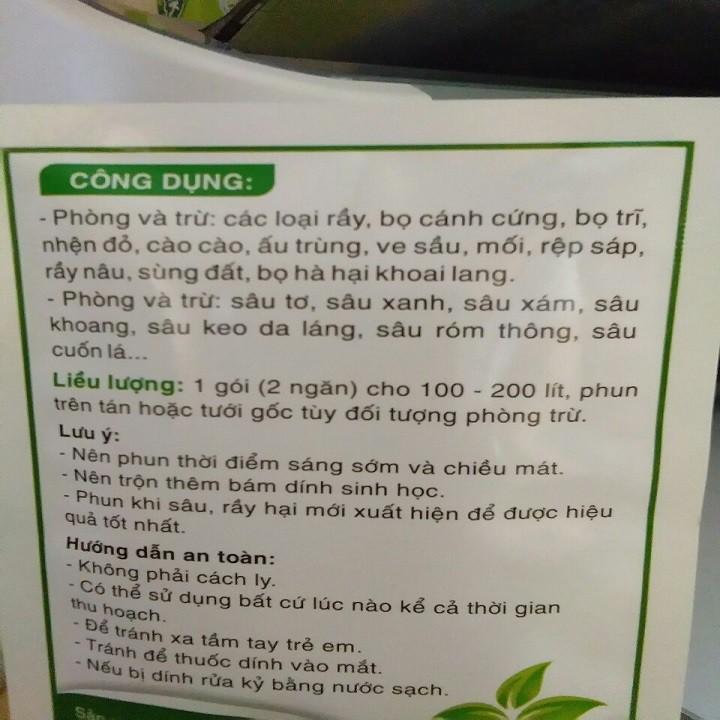 CÔNG DỤNG:
- Phòng và trừ: các loại rầy, bọ cánh cứng, bọ trĩ,
nhện đỏ, cào cào, ấu trùng, ve sầu, mối, rệp sáp,
rầy nâu, sùng đất, bọ hà hại khoai lang.
- Phòng và trừ: sâu tơ, sâu xanh, sâu xám, sâu
khoang, sâu keo da láng, sâu róm thông, sâu
cuốn lá...
Liều lượng: 1 gói (2 ngăn) cho 100 - 200 lít, phun
trên tán hoặc tưới gốc tùy đối tượng phòng trừ.
Lưu ý:
- Nên phun thời điểm sáng sớm và chiều mát.
- Nên trộn thêm bám dính sinh học.
- Phun khi sâu, rầy hại mới xuất hiện để được hiệu
quả tốt nhất.
Hướng dẫn an toàn:
- Không phải cách ly.
- Có thể sử dụng bất cứ lúc nào kể cả thời gian
thu hoạch.
- Để tránh xa tầm tay trẻ em.
- Tránh để thuốc dính vào mắt.
- Nếu bị dính rửa kỷ bằng nước sạch.